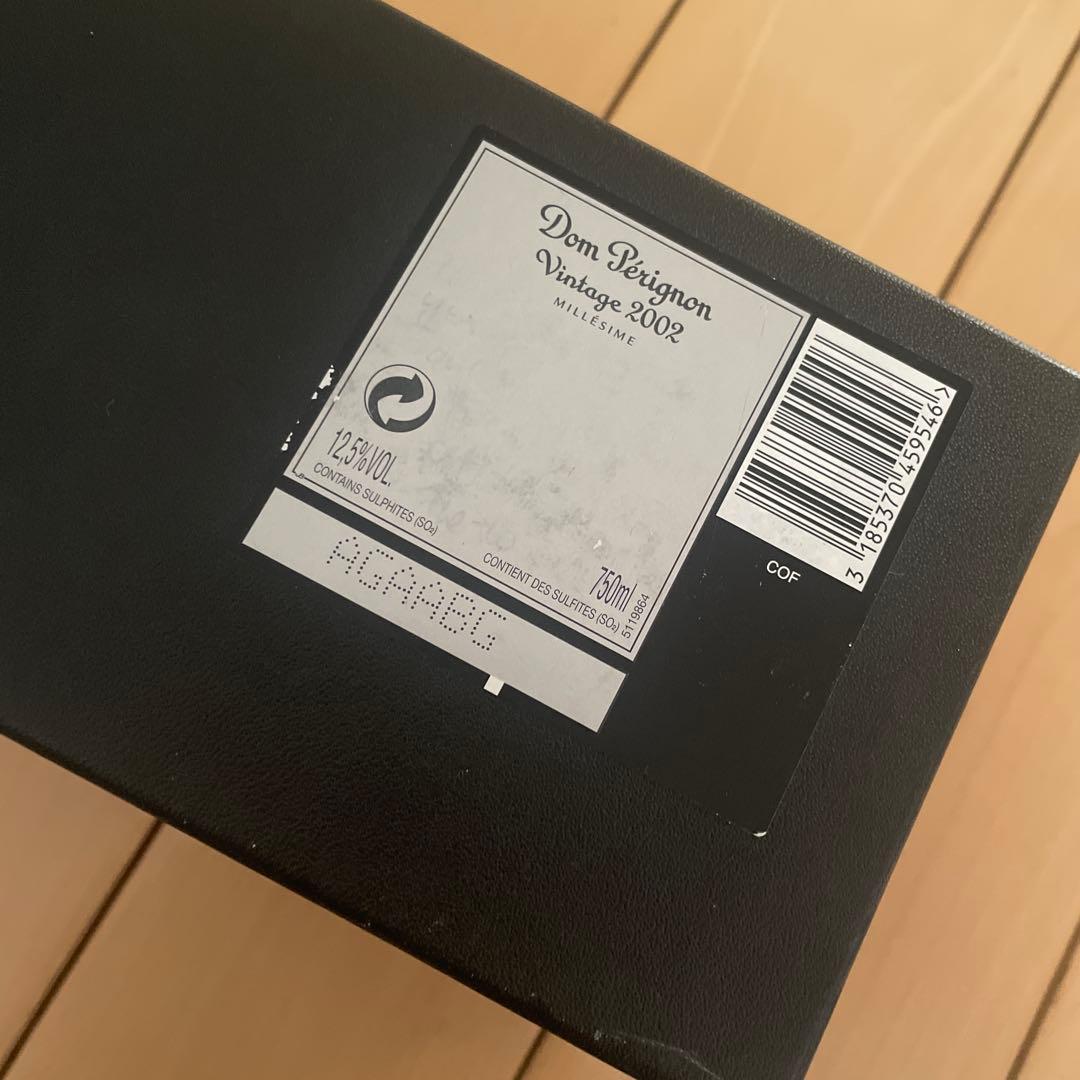 Dom Pérignon
Vintage 2002
MILLÉSIME
12,5%VOL.
CONTAINS SULPHITES (SO₂)
750ml
CONTIENT DES SULFITES (SO₂)
5119864
AGAABG
3 185370 459546 >
COF